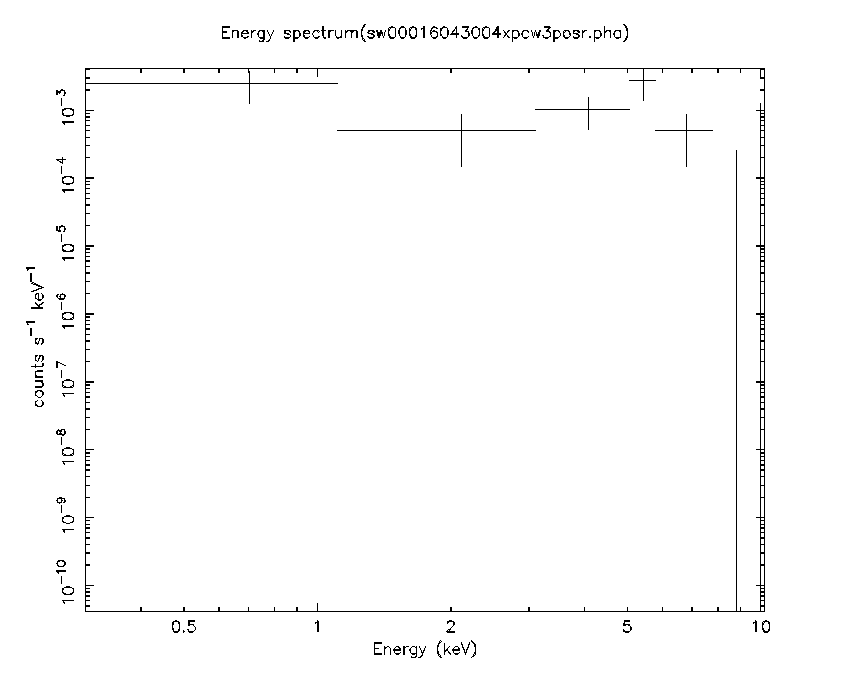 Energy spectrum(sw00016043004xpcw3posr.pha)
10⁻³
10⁻⁴
10⁻⁵
10⁻⁶
10⁻⁷
10⁻⁸
10⁻⁹
10⁻¹⁰
counts s⁻¹ keV⁻¹
0.5 1 2 5 10
Energy (keV)